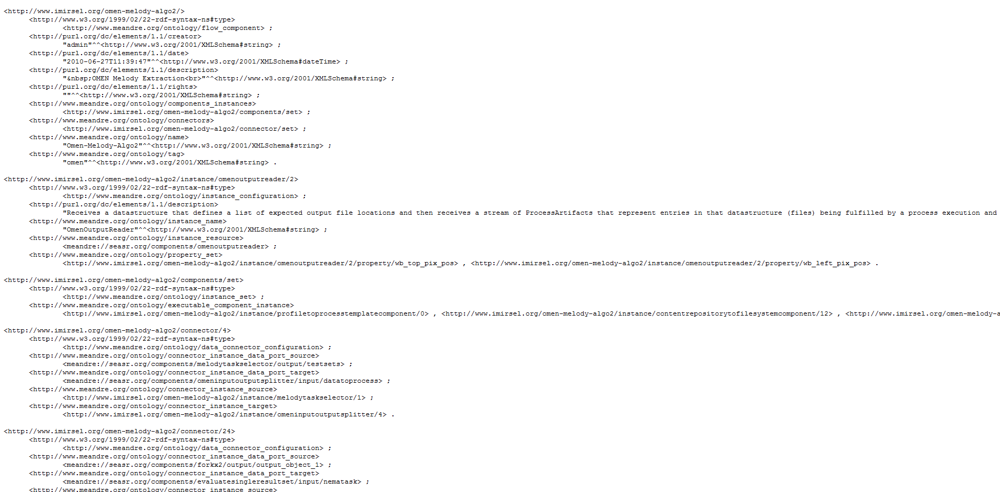 <http://www.imirsel.org/omen-melody-algo2/>
<http://www.w3.org/1999/02/22-rdf-syntax-ns#type>
<http://www.meandre.org/ontology/flow_component> ;
<http://purl.org/dc/elements/1.1/creator>
"admin"^^<http://www.w3.org/2001/XMLSchema#string> ;
<http://purl.org/dc/elements/1.1/date>
"2010-06-27T11:39:47"^^<http://www.w3.org/2001/XMLSchema#dateTime> ;
<http://purl.org/dc/elements/1.1/description>
"&nbsp;OMEN Melody Extraction<br>"^^<http://www.w3.org/2001/XMLSchema#string> ;
<http://purl.org/dc/elements/1.1/rights>
""^^<http://www.w3.org/2001/XMLSchema#string> ;
<http://www.meandre.org/ontology/components_instances>
<http://www.imirsel.org/omen-melody-algo2/components/set> ;
<http://www.meandre.org/ontology/connectors>
<http://www.imirsel.org/omen-melody-algo2/connector/set> ;
<http://www.meandre.org/ontology/name>
"Omen-Melody-Algo2"^^<http://www.w3.org/2001/XMLSchema#string> ;
<http://www.meandre.org/ontology/tag>
"omen"^^<http://www.w3.org/2001/XMLSchema#string> .
<http://www.imirsel.org/omen-melody-algo2/instance/omenoutputreader/2>
<http://www.w3.org/1999/02/22-rdf-syntax-ns#type>
<http://www.meandre.org/ontology/instance_configuration> ;
<http://purl.org/dc/elements/1.1/description>
"Receives a datastructure that defines a list of expected output file locations and then receives a stream of ProcessArtifacts that represent entries in that datastructure (files) being fulfilled by a process execution and
<http://www.meandre.org/ontology/instance_name>
"OmenOutputReader"^^<http://www.w3.org/2001/XMLSchema#string> ;
<http://www.meandre.org/ontology/instance_resource>
<meandre://seasr.org/components/omenoutputreader> ;
<http://www.meandre.org/ontology/property_set>
<http://www.imirsel.org/omen-melody-algo2/instance/omenoutputreader/2/property/wb_top_pix_pos> , <http://www.imirsel.org/omen-melody-algo2/instance/omenoutputreader/2/property/wb_left_pix_pos> .
<http://www.imirsel.org/omen-melody-algo2/components/set>
<http://www.w3.org/1999/02/22-rdf-syntax-ns#type>
<http://www.meandre.org/ontology/instance_set> ;
<http://www.meandre.org/ontology/executable_component_instance>
<http://www.imirsel.org/omen-melody-algo2/instance/profiletoprocesstemplatecomponent/0> , <http://www.imirsel.org/omen-melody-algo2/instance/contentrepositorytofilesystemcomponent/12> , <http://www.imirsel.org/omen-melody-a
<http://www.imirsel.org/omen-melody-algo2/connector/4>
<http://www.w3.org/1999/02/22-rdf-syntax-ns#type>
<http://www.meandre.org/ontology/data_connector_configuration> ;
<http://www.meandre.org/ontology/connector_instance_data_port_source>
<meandre://seasr.org/components/melodytaskselector/output/testsets> ;
<http://www.meandre.org/ontology/connector_instance_data_port_target>
<meandre://seasr.org/components/omeninputoutputsplitter/input/datatoprocess> ;
<http://www.meandre.org/ontology/connector_instance_source>
<http://www.imirsel.org/omen-melody-algo2/instance/melodytaskselector/1> ;
<http://www.meandre.org/ontology/connector_instance_target>
<http://www.imirsel.org/omen-melody-algo2/instance/omeninputoutputsplitter/4> .
<http://www.imirsel.org/omen-melody-algo2/connector/24>
<http://www.w3.org/1999/02/22-rdf-syntax-ns#type>
<http://www.meandre.org/ontology/data_connector_configuration> ;
<http://www.meandre.org/ontology/connector_instance_data_port_source>
<meandre://seasr.org/components/forkx2/output/output_object_1> ;
<http://www.meandre.org/ontology/connector_instance_data_port_target>
<meandre://seasr.org/components/evaluatesingleresultset/input/nematask> ;
<http://www.meandre.org/ontology/connector_instance_source>